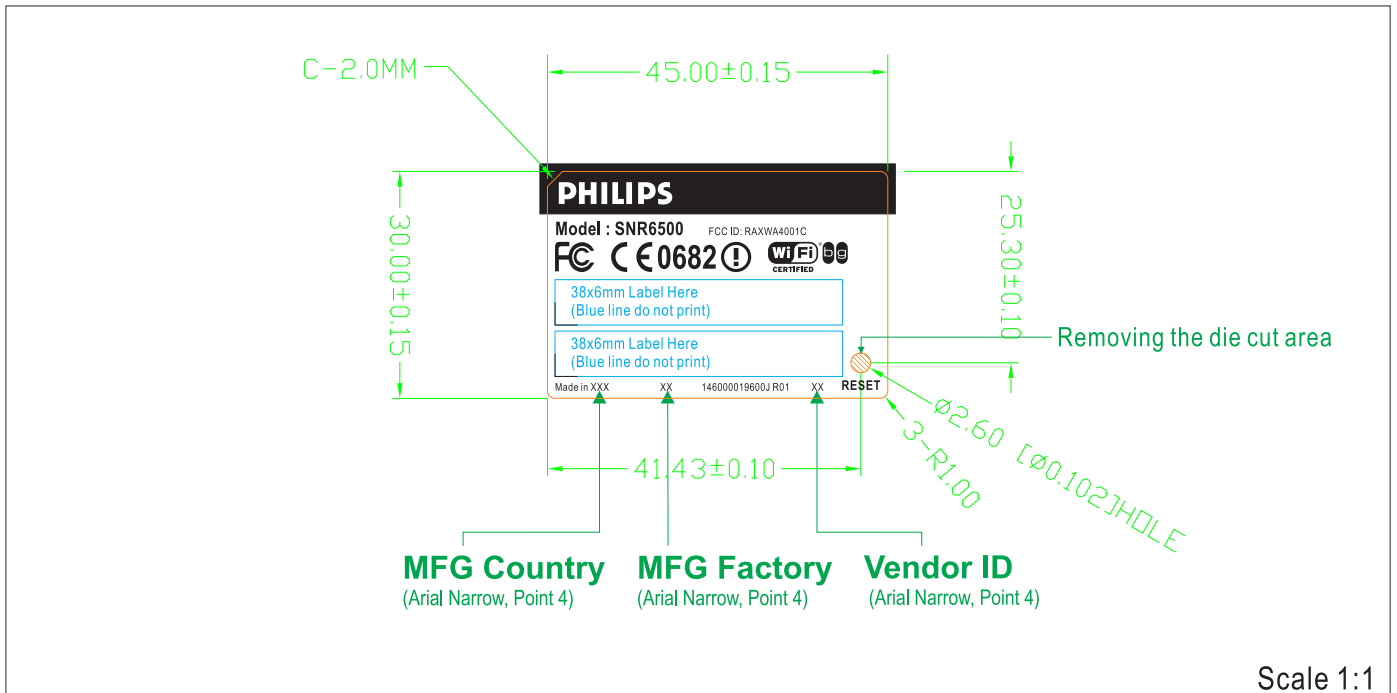 C-2.0MM
45.00±0.15
PHILIPS
Model : SNR6500 FCC ID: RAXWA4001C
FC CE0682 Wi Fi ® b g
CERTIFIED
38x6mm Label Here
(Blue line do not print)
38x6mm Label Here
(Blue line do not print)
Made in XXX XX 146000019600J R01 XX RESET
30.00±0.15
25.30±0.10
Removing the die cut area
Ø2.60 [Ø0.102]HOLE
3-R1.00
41.43±0.10
MFG Country MFG Factory Vendor ID
(Arial Narrow, Point 4) (Arial Narrow, Point 4) (Arial Narrow, Point 4)
Scale 1:1